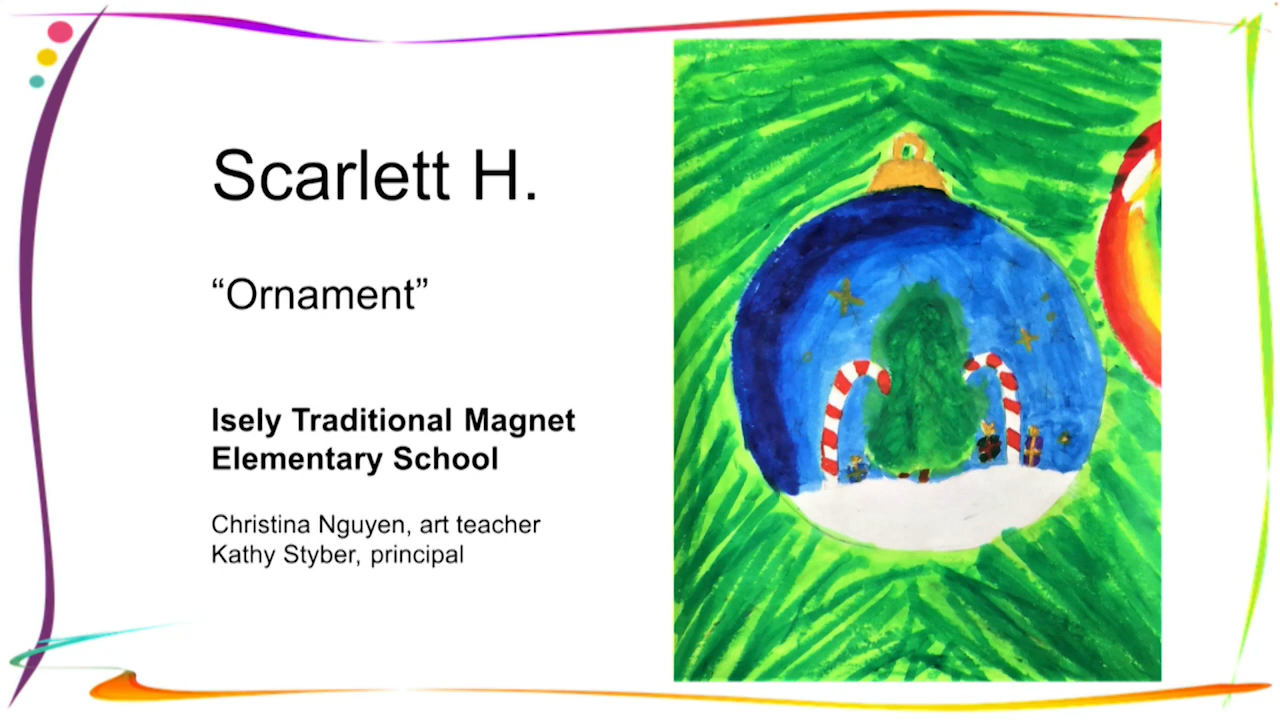 Scarlett H.
“Ornament”
Isely Traditional Magnet
Elementary School
Christina Nguyen, art teacher
Kathy Styber, principal